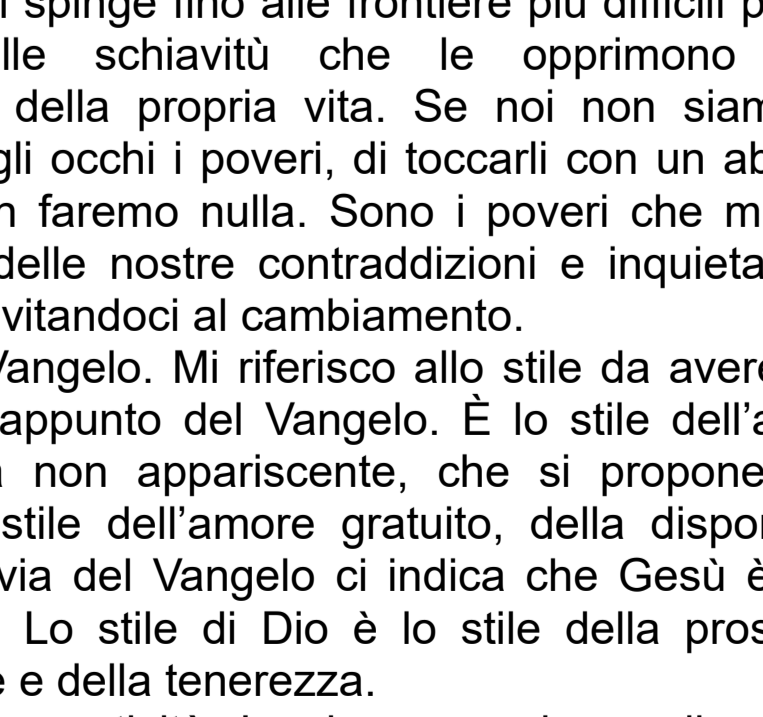 spinge fino alle frontiere più difficili
lle schiavitù che le opprimono
della propria vita. Se noi non siam
gli occhi i poveri, di toccarli con un ab
n faremo nulla. Sono i poveri che m
delle nostre contraddizioni e inquieta
vitandoci al cambiamento.
Vangelo. Mi riferisco allo stile da avere
appunto del Vangelo. È lo stile dell’a
a non appariscente, che si propone
stile dell’amore gratuito, della dispon
via del Vangelo ci indica che Gesù è
Lo stile di Dio è lo stile della pros
e e della tenerezza.